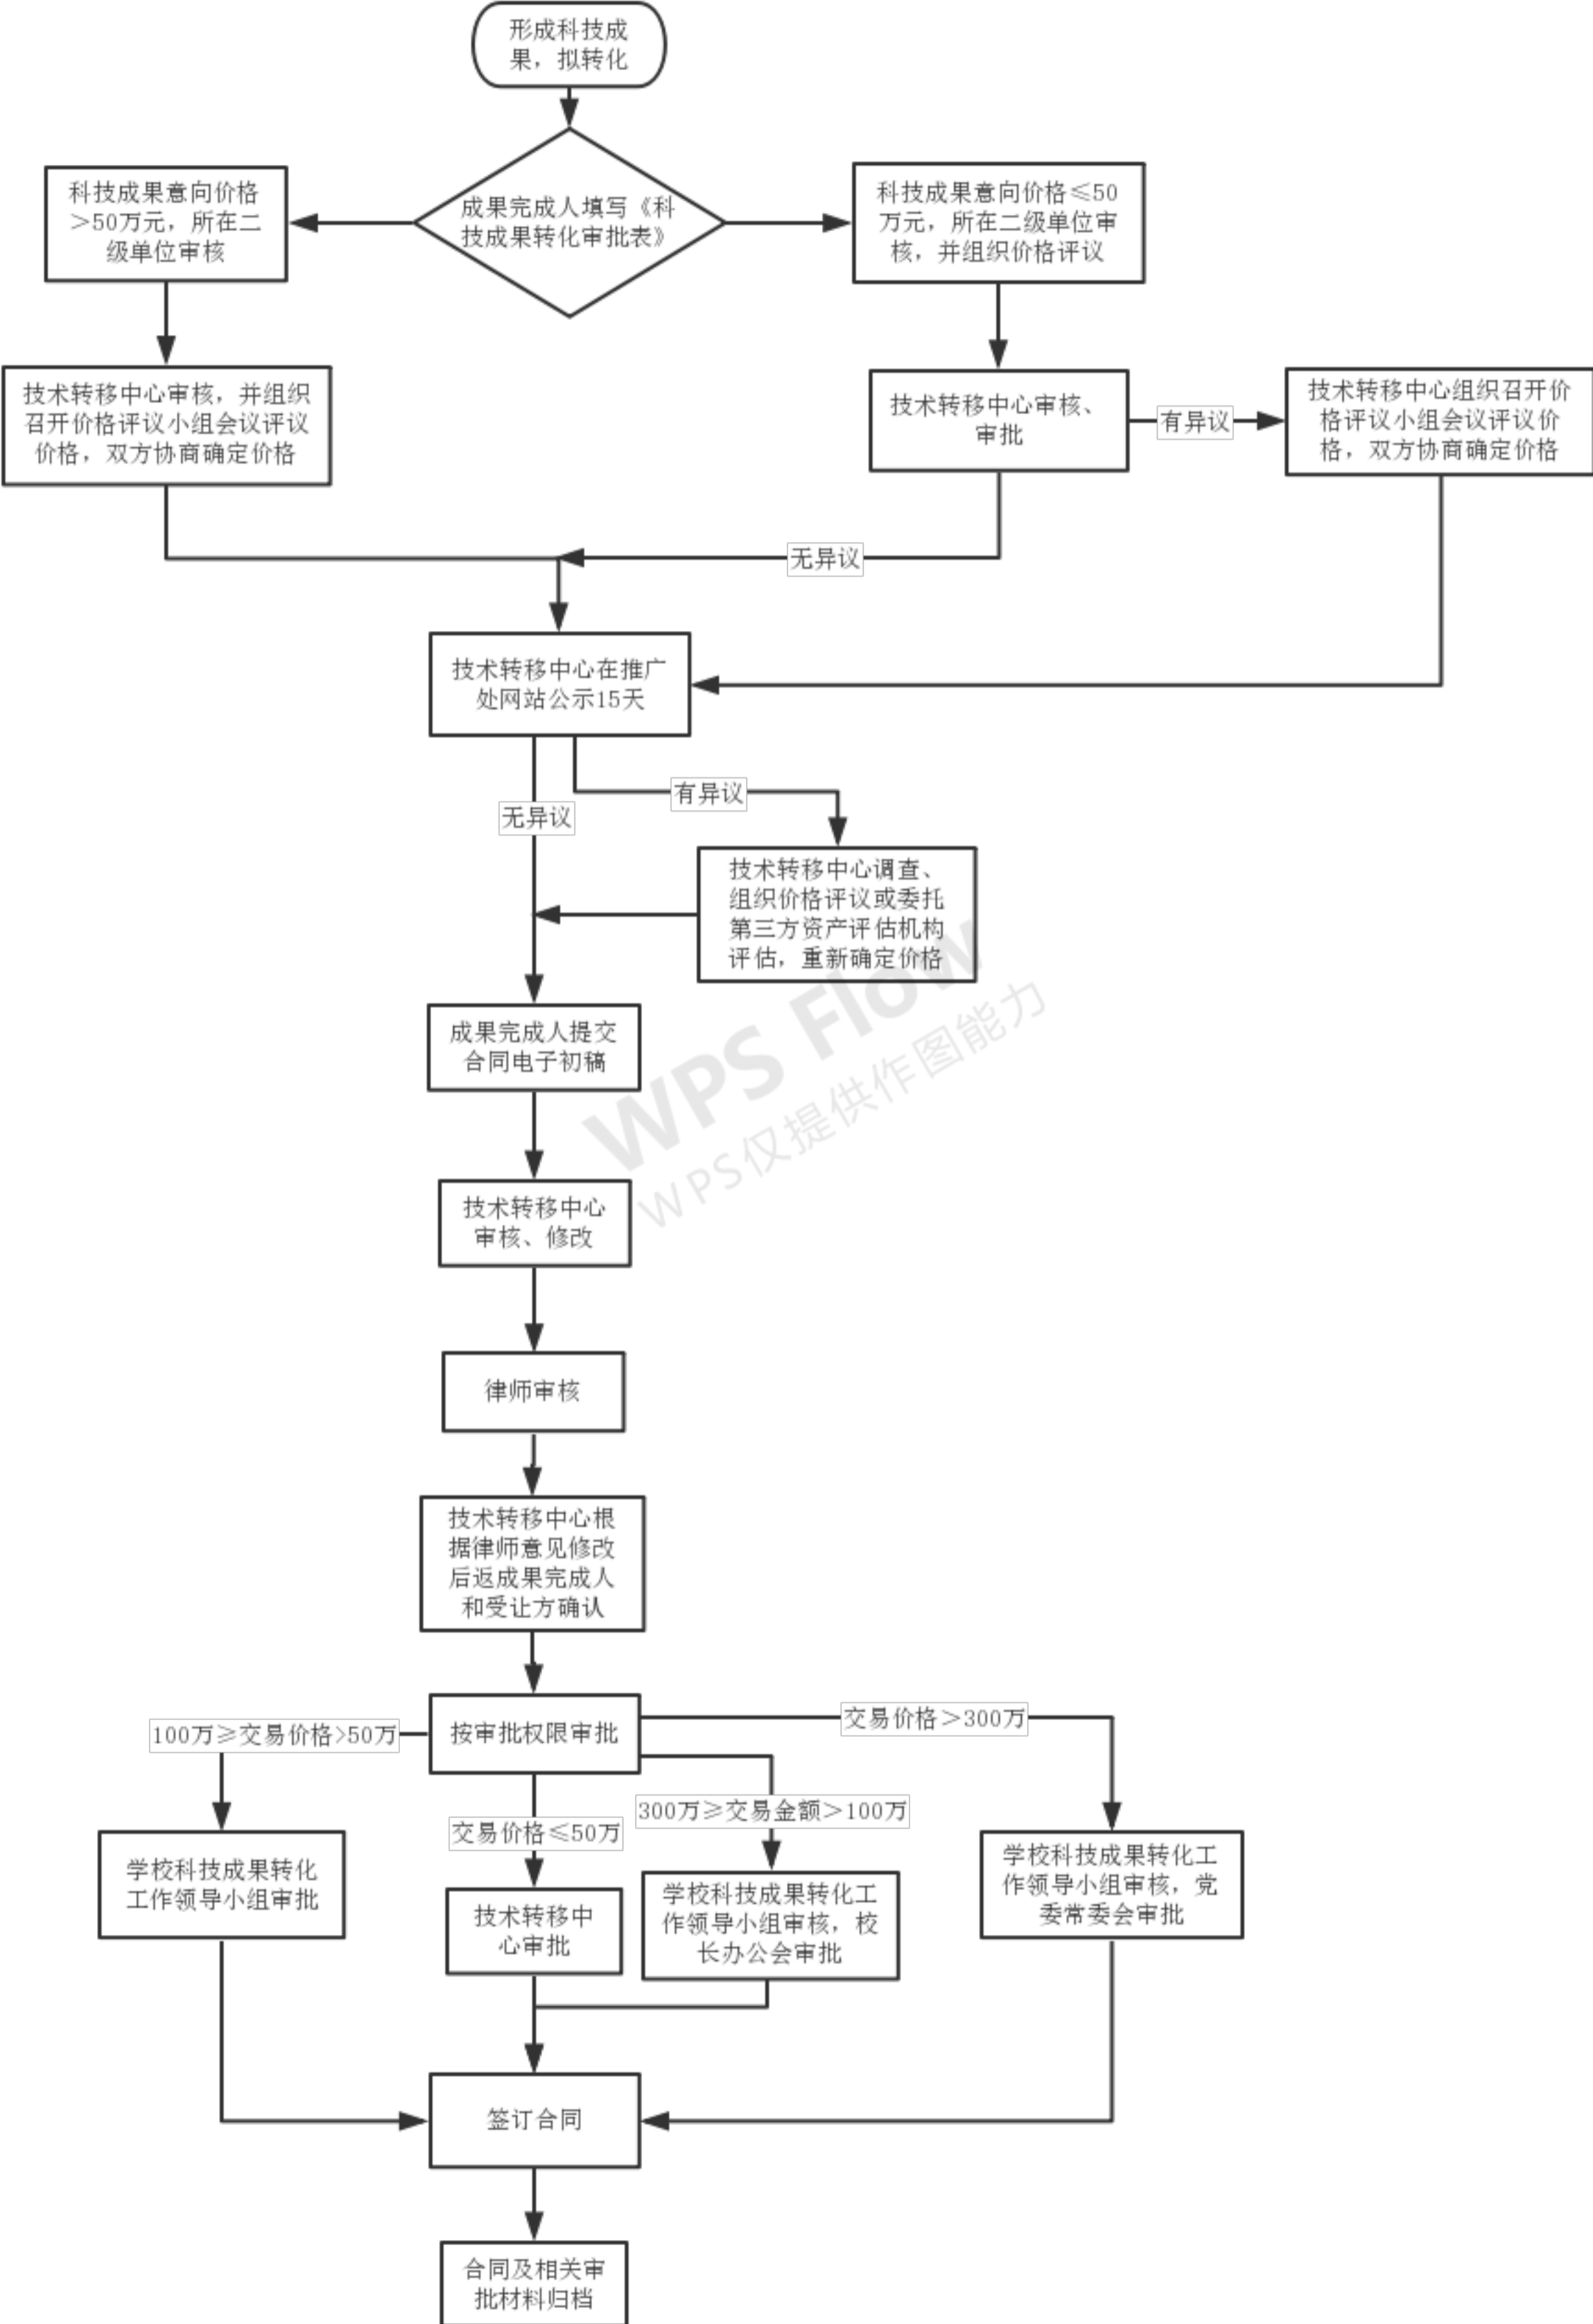 形成科技成
果，拟转化
成果完成人填写《科
技成果转化审批表》
科技成果意向价格
＞50万元，所在二
级单位审核
科技成果意向价格≤50
万元，所在二级单位审
核，并组织价格评议
技术转移中心审核，并组织
召开价格评议小组会议评议
价格，双方协商确定价格
技术转移中心审核、
审批
有异议
技术转移中心组织召开价
格评议小组会议评议价
格，双方协商确定价格
无异议
技术转移中心在推广
处网站公示15天
有异议
无异议
技术转移中心调查、
组织价格评议或委托
第三方资产评估机构
评估，重新确定价格
成果完成人提交
合同电子初稿
WPS Flow
WPS仅提供作图能力
技术转移中心
审核、修改
律师审核
技术转移中心根
据律师意见修改
后返成果完成人
和受让方确认
按审批权限审批
100万≥交易价格>50万
交易价格≤50万
300万≥交易金额＞100万
交易价格＞300万
学校科技成果转化
工作领导小组审批
技术转移中
心审批
学校科技成果转化工
作领导小组审核，校
长办公会审批
学校科技成果转化工
作领导小组审核，党
委常委会审批
签订合同
合同及相关审
批材料归档